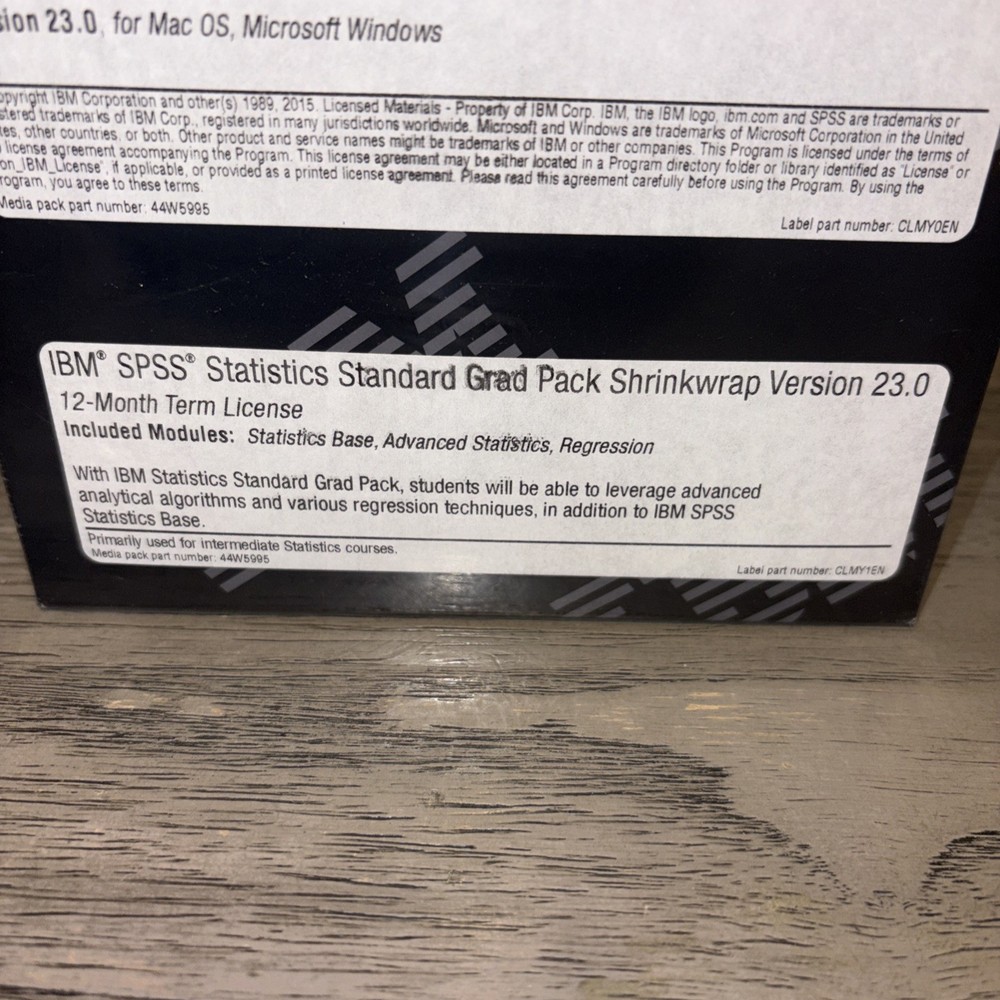 sion 23.0, for Mac OS, Microsoft Windows
opyright IBM Corporation and other(s) 1989, 2015. Licensed Materials - Property of IBM Corp. IBM, the IBM logo, ibm.com and SPSS are trademarks or
stered trademarks of IBM Corp., registered in many jurisdictions worldwide. Microsoft and Windows are trademarks of Microsoft Corporation in the United
tes, other countries, or both. Other product and service names might be trademarks of IBM or other companies. This Program is licensed under the terms of
license agreement accompanying the Program. This license agreement may be either located in a Program directory folder or library identified as "License" or
on_IBM_License", if applicable, or provided as a printed license agreement. Please read this agreement carefully before using the Program. By using the
rogram, you agree to these terms.
Media pack part number: 44W5995
Label part number: CLMY0EN
IBM® SPSS® Statistics Standard Grad Pack Shrinkwrap Version 23.0
12-Month Term License
Included Modules: Statistics Base, Advanced Statistics, Regression
With IBM Statistics Standard Grad Pack, students will be able to leverage advanced
analytical algorithms and various regression techniques, in addition to IBM SPSS
Statistics Base.
Primarily used for intermediate Statistics courses.
Media pack part number: 44W5995
Label part number: CLMY1EN